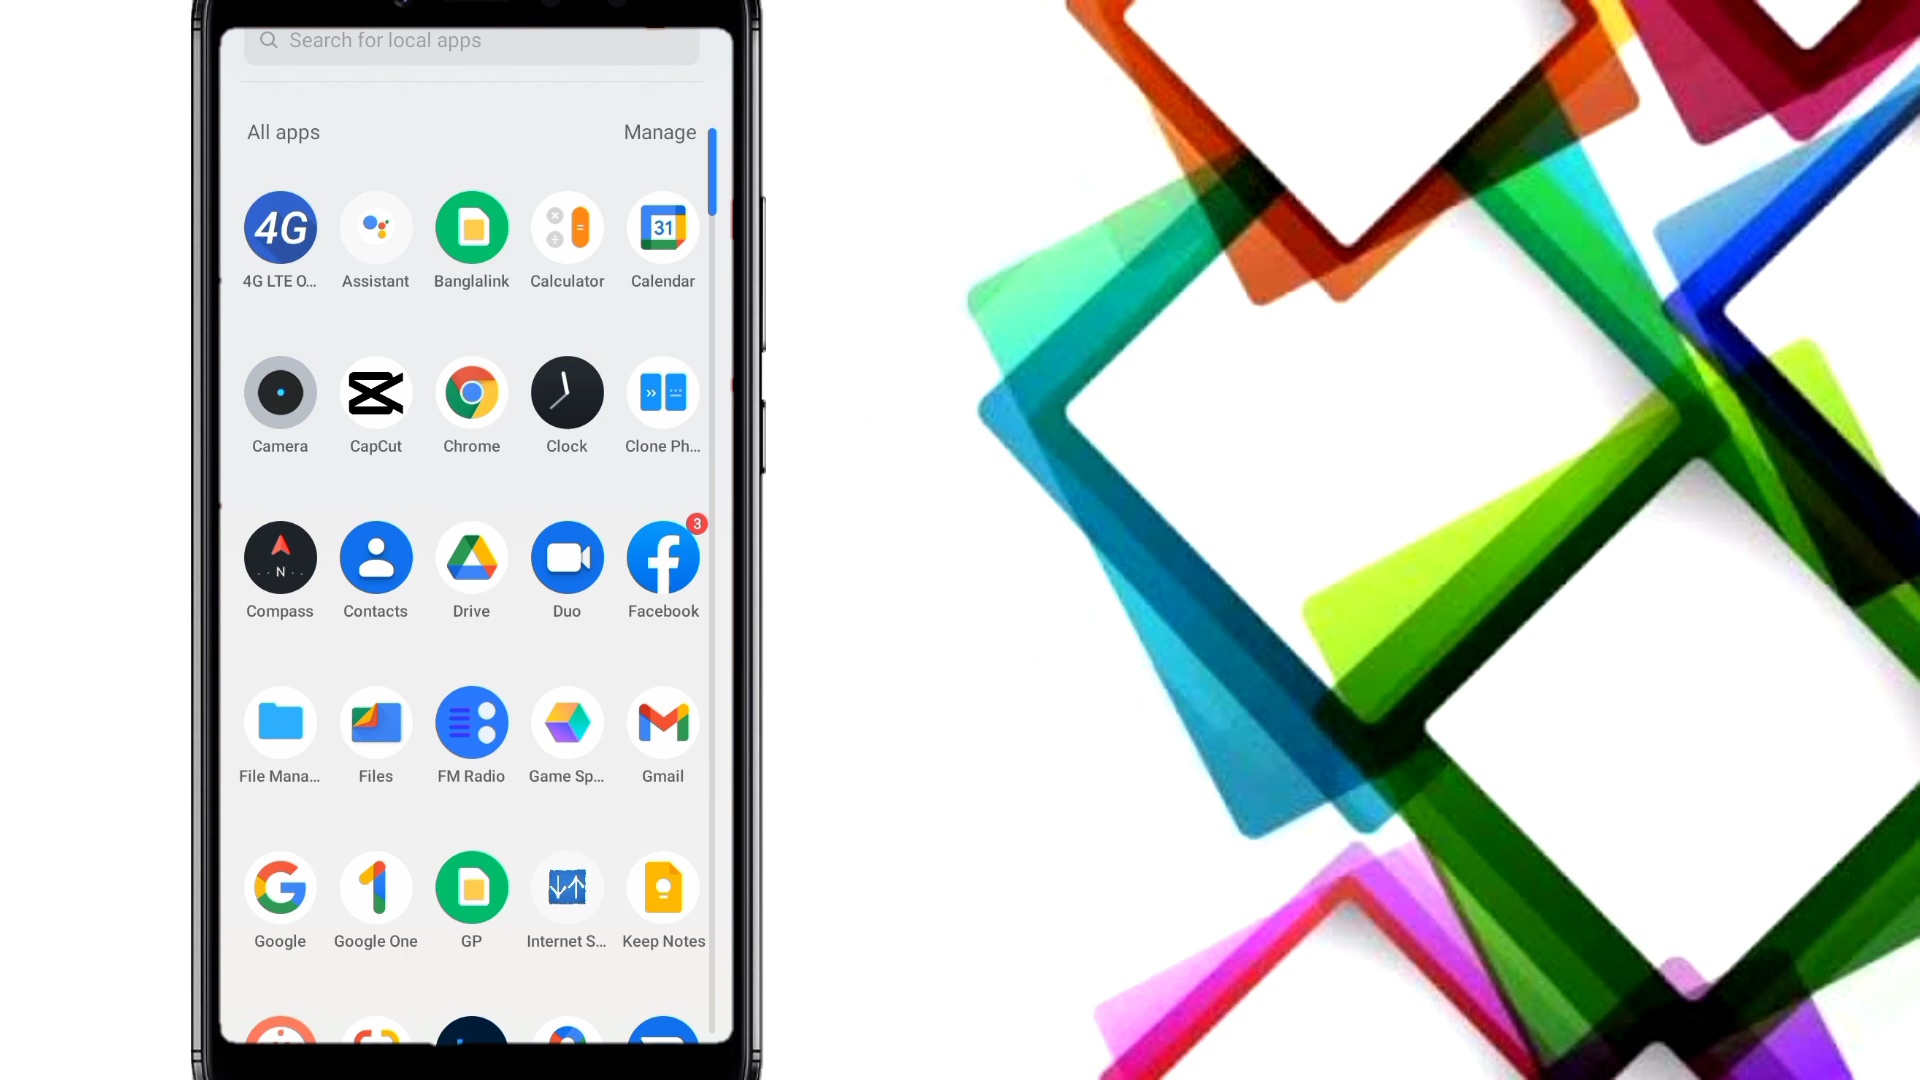 Search for local apps
All apps Manage
4G
31
4G LTE O... Assistant Banglalink Calculator Calendar
Camera CapCut Chrome Clock Clone Ph...
3
N
Compass Contacts Drive Duo Facebook
File Mana... Files FM Radio Game Sp... Gmail
Google Google One GP Internet S... Keep Notes